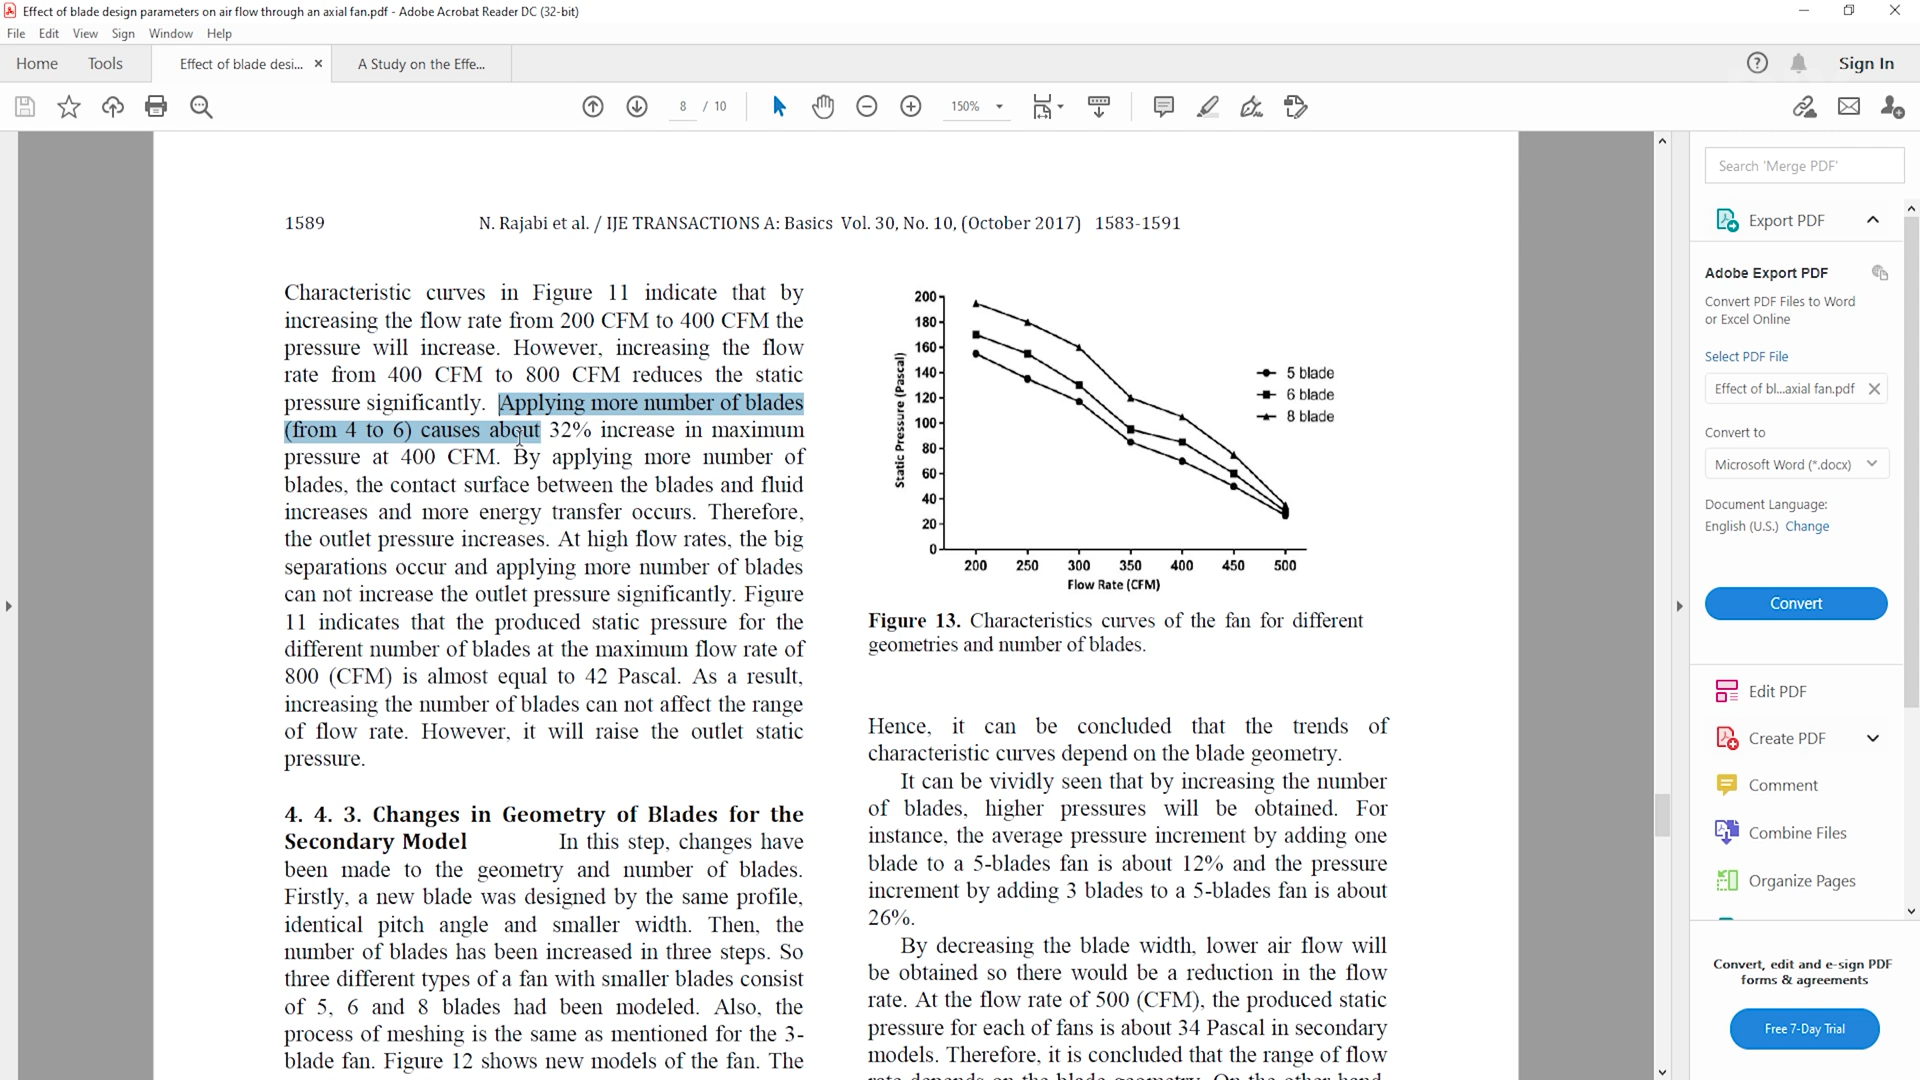 Effect of blade design parameters on air flow through an axial fan.pdf - Adobe Acrobat Reader DC (32-bit)
File Edit View Sign Window Help
Home Tools Effect of blade desi... × A Study on the Effe... Sign In
8 / 10 150%
1589 N. Rajabi et al. / IJE TRANSACTIONS A: Basics Vol. 30, No. 10, (October 2017) 1583-1591
Characteristic curves in Figure 11 indicate that by
increasing the flow rate from 200 CFM to 400 CFM the
pressure will increase. However, increasing the flow
rate from 400 CFM to 800 CFM reduces the static
pressure significantly. Applying more number of blades
(from 4 to 6) causes about 32% increase in maximum
pressure at 400 CFM. By applying more number of
blades, the contact surface between the blades and fluid
increases and more energy transfer occurs. Therefore,
the outlet pressure increases. At high flow rates, the big
separations occur and applying more number of blades
can not increase the outlet pressure significantly. Figure
11 indicates that the produced static pressure for the
different number of blades at the maximum flow rate of
800 (CFM) is almost equal to 42 Pascal. As a result,
increasing the number of blades can not affect the range
of flow rate. However, it will raise the outlet static
pressure.
4. 4. 3. Changes in Geometry of Blades for the
Secondary Model In this step, changes have
been made to the geometry and number of blades.
Firstly, a new blade was designed by the same profile,
identical pitch angle and smaller width. Then, the
number of blades has been increased in three steps. So
three different types of a fan with smaller blades consist
of 5, 6 and 8 blades had been modeled. Also, the
process of meshing is the same as mentioned for the 3-
blade fan. Figure 12 shows new models of the fan. The
Static Pressure (Pascal)
200
180
160
140
120
100
80
60
40
20
0
200 250 300 350 400 450 500
Flow Rate (CFM)
5 blade
6 blade
8 blade
Figure 13. Characteristics curves of the fan for different
geometries and number of blades.
Hence, it can be concluded that the trends of
characteristic curves depend on the blade geometry.
It can be vividly seen that by increasing the number
of blades, higher pressures will be obtained. For
instance, the average pressure increment by adding one
blade to a 5-blades fan is about 12% and the pressure
increment by adding 3 blades to a 5-blades fan is about
26%.
By decreasing the blade width, lower air flow will
be obtained so there would be a reduction in the flow
rate. At the flow rate of 500 (CFM), the produced static
pressure for each of fans is about 34 Pascal in secondary
models. Therefore, it is concluded that the range of flow
rate depends on the blade geometry. On the other hand,
Search 'Merge PDF'
Export PDF
Adobe Export PDF
Convert PDF Files to Word
or Excel Online
Select PDF File
Effect of bl...axial fan.pdf
Convert to
Microsoft Word (*.docx)
Document Language:
English (U.S.) Change
Convert
Edit PDF
Create PDF
Comment
Combine Files
Organize Pages
Convert, edit and e-sign PDF
forms & agreements
Free 7-Day Trial